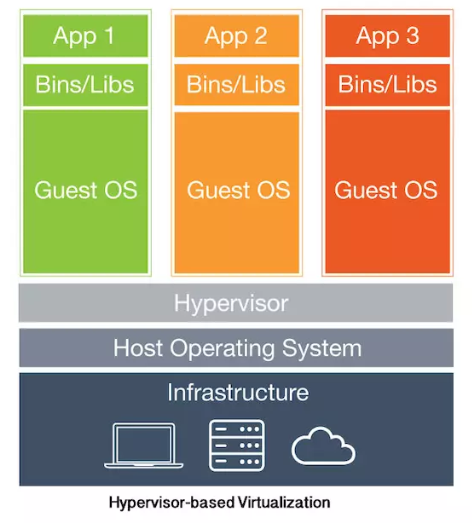 App 1
App 2
App 3
Bins/Libs
Bins/Libs
Bins/Libs
Guest OS
Guest OS
Guest OS
Hypervisor
Host Operating System
Infrastructure
Hypervisor-based Virtualization